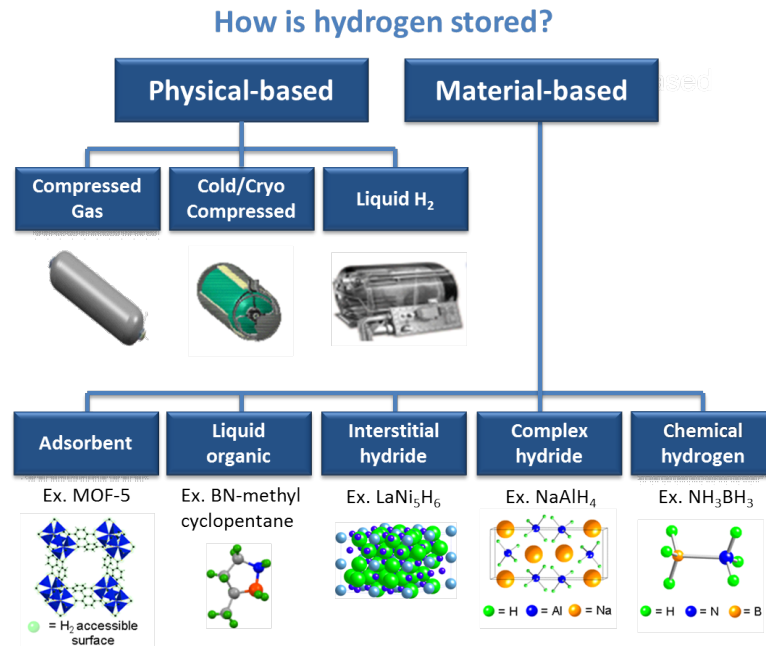 How is hydrogen stored?
Physical-based
Material-based
Compressed
Gas
Cold/Cryo
Compressed
Liquid H₂
Adsorbent
Liquid
organic
Interstitial
hydride
Complex
hydride
Chemical
hydrogen
Ex. MOF-5
Ex. BN-methyl
cyclopentane
Ex. LaNi₅H₆
Ex. NaAlH₄
Ex. NH₃BH₃
= H₂ accessible
surface
= H = Al = Na
= H = N = B